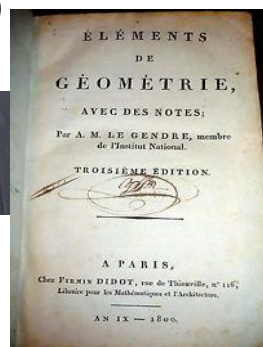 ÉLÉMENTS
DE
GÉOMÉTRIE,
AVEC DES NOTES;
Par A. M. LE GENDRE, membre
de l'Institut National.
TROISIÈME ÉDITION.
A PARIS,
Chez FIRMIN DIDOT, rue de Thionville, n° 116,
Libraire pour les Mathématiques et l'Architecture.
AN IX — 1800.